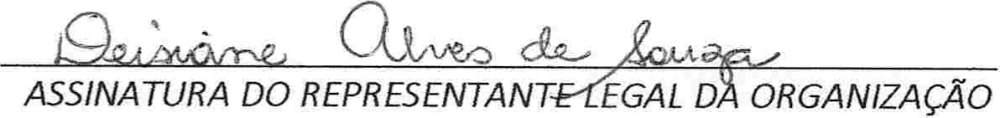 Deisiane Alves de Souza
ASSINATURA DO REPRESENTANTE LEGAL DA ORGANIZAÇÃO